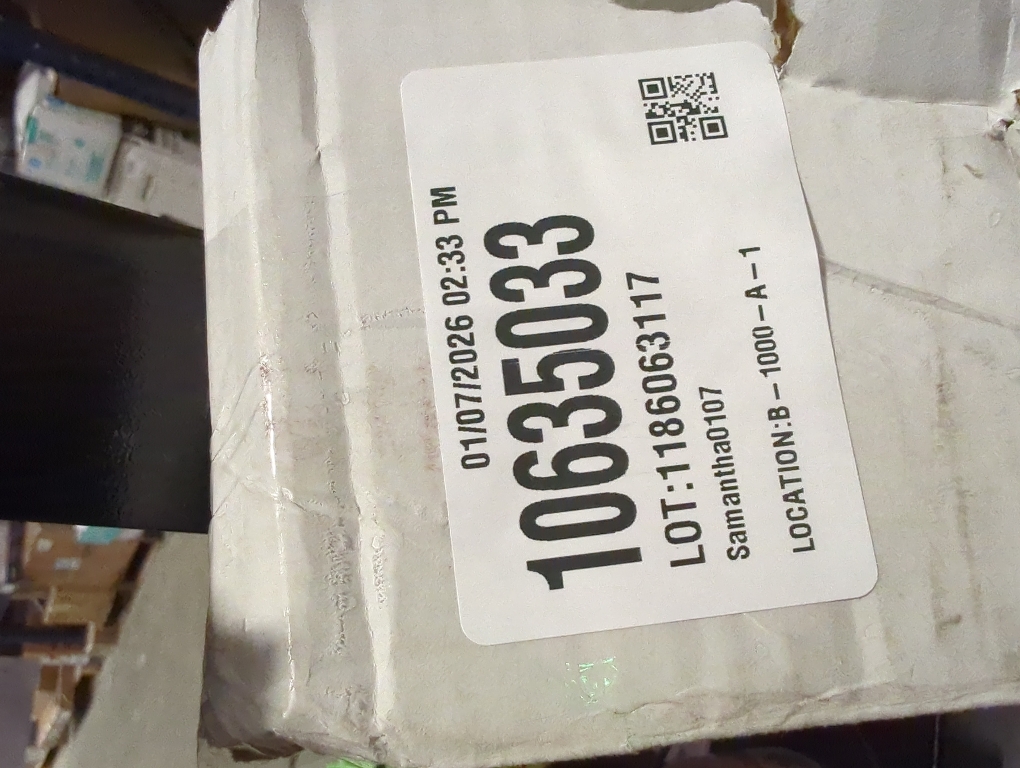 01/07/2026 02:33 PM
10635033
LOT:1186063117
Samantha0107
LOCATION:B-1000-A-1